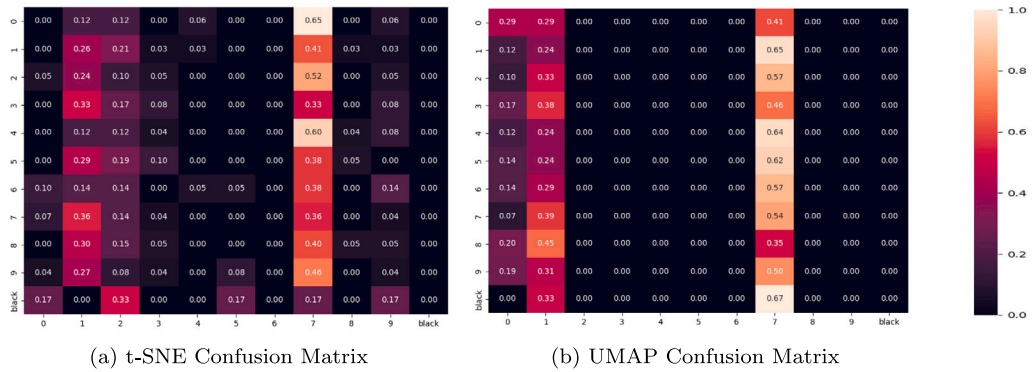 0 0.00 0.12 0.12 0.00 0.06 0.00 0.00 0.65 0.00 0.06 0.00
1 0.00 0.26 0.21 0.03 0.03 0.00 0.00 0.41 0.03 0.03 0.00
2 0.05 0.24 0.10 0.05 0.00 0.00 0.00 0.52 0.00 0.05 0.00
3 0.00 0.33 0.17 0.08 0.00 0.00 0.00 0.33 0.00 0.08 0.00
4 0.00 0.12 0.12 0.04 0.00 0.00 0.00 0.60 0.04 0.08 0.00
5 0.00 0.29 0.19 0.10 0.00 0.00 0.00 0.38 0.05 0.00 0.00
6 0.10 0.14 0.14 0.00 0.05 0.05 0.00 0.38 0.00 0.14 0.00
7 0.07 0.36 0.14 0.04 0.00 0.00 0.00 0.36 0.00 0.04 0.00
8 0.00 0.30 0.15 0.05 0.00 0.00 0.00 0.40 0.05 0.05 0.00
9 0.04 0.27 0.08 0.04 0.00 0.08 0.00 0.46 0.00 0.04 0.00
black 0.17 0.00 0.33 0.00 0.00 0.17 0.00 0.17 0.00 0.17 0.00
0 1 2 3 4 5 6 7 8 9 black
(a) t-SNE Confusion Matrix
0 0.29 0.29 0.00 0.00 0.00 0.00 0.00 0.41 0.00 0.00 0.00
1 0.12 0.24 0.00 0.00 0.00 0.00 0.00 0.65 0.00 0.00 0.00
2 0.10 0.33 0.00 0.00 0.00 0.00 0.00 0.57 0.00 0.00 0.00
3 0.17 0.38 0.00 0.00 0.00 0.00 0.00 0.46 0.00 0.00 0.00
4 0.12 0.24 0.00 0.00 0.00 0.00 0.00 0.64 0.00 0.00 0.00
5 0.14 0.24 0.00 0.00 0.00 0.00 0.00 0.62 0.00 0.00 0.00
6 0.14 0.29 0.00 0.00 0.00 0.00 0.00 0.57 0.00 0.00 0.00
7 0.07 0.39 0.00 0.00 0.00 0.00 0.00 0.54 0.00 0.00 0.00
8 0.20 0.45 0.00 0.00 0.00 0.00 0.00 0.35 0.00 0.00 0.00
9 0.19 0.31 0.00 0.00 0.00 0.00 0.00 0.50 0.00 0.00 0.00
black 0.00 0.33 0.00 0.00 0.00 0.00 0.00 0.67 0.00 0.00 0.00
0 1 2 3 4 5 6 7 8 9 black
(b) UMAP Confusion Matrix
1.0
0.8
0.6
0.4
0.2
0.0